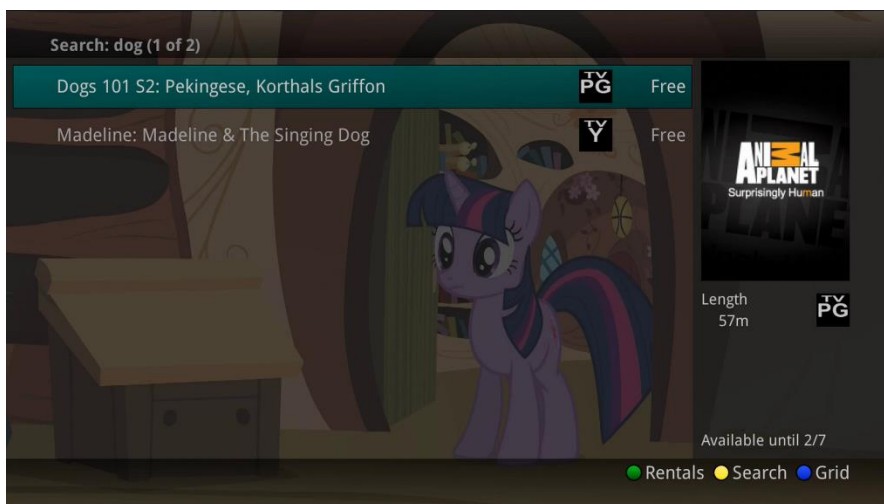 Search: dog (1 of 2)
Dogs 101 S2: Pekingese, Korthals Griffon TV PG Free
Madeline: Madeline & The Singing Dog TV Y Free
ANIMAL
PLANET
Surprisingly Human
Length TV PG
57m
Available until 2/7
Rentals Search Grid